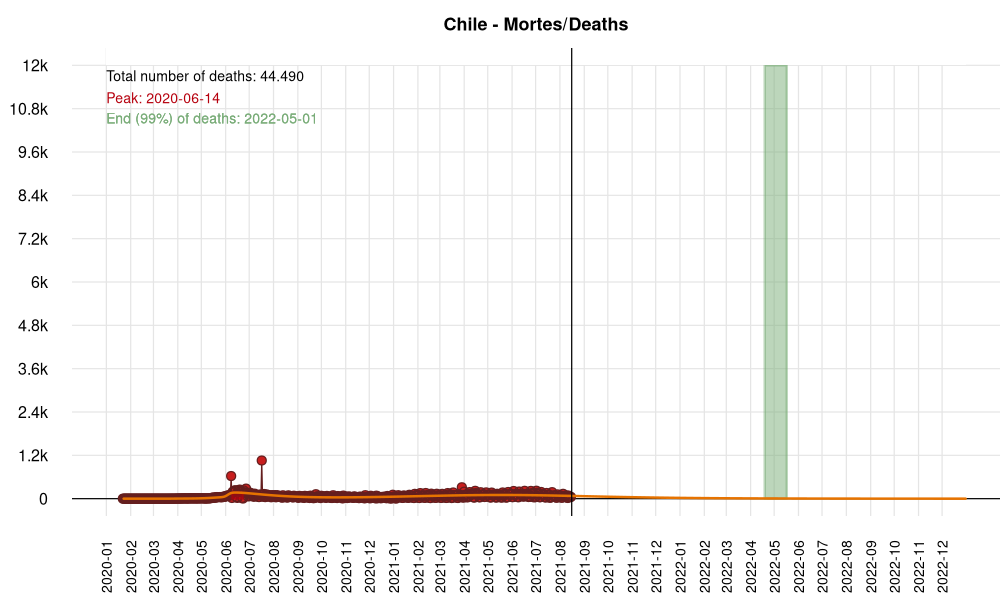 Chile - Mortes/Deaths
Total number of deaths: 44.490
Peak: 2020-06-14
End (99%) of deaths: 2022-05-01
12k
10.8k
9.6k
8.4k
7.2k
6k
4.8k
3.6k
2.4k
1.2k
0
2020-01
2020-02
2020-03
2020-04
2020-05
2020-06
2020-07
2020-08
2020-09
2020-10
2020-11
2020-12
2021-01
2021-02
2021-03
2021-04
2021-05
2021-06
2021-07
2021-08
2021-09
2021-10
2021-11
2021-12
2022-01
2022-02
2022-03
2022-04
2022-05
2022-06
2022-07
2022-08
2022-09
2022-10
2022-11
2022-12